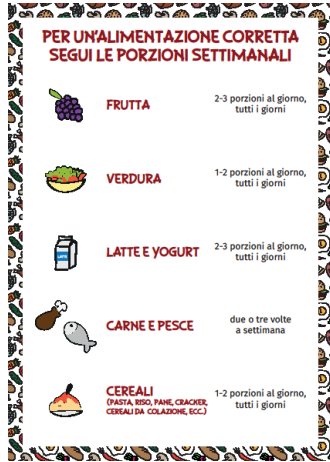 PER UN'ALIMENTAZIONE CORRETTA
SEGUI LE PORZIONI SETTIMANALI
FRUTTA
2-3 porzioni al giorno,
tutti i giorni
VERDURA
1-2 porzioni al giorno,
tutti i giorni
LATTE
LATTE E YOGURT
2-3 porzioni al giorno,
tutti i giorni
CARNE E PESCE
due o tre volte
a settimana
CEREALI
(PASTA, RISO, PANE, CRACKER,
CEREALI DA COLAZIONE, ECC.)
1-2 porzioni al giorno,
tutti i giorni